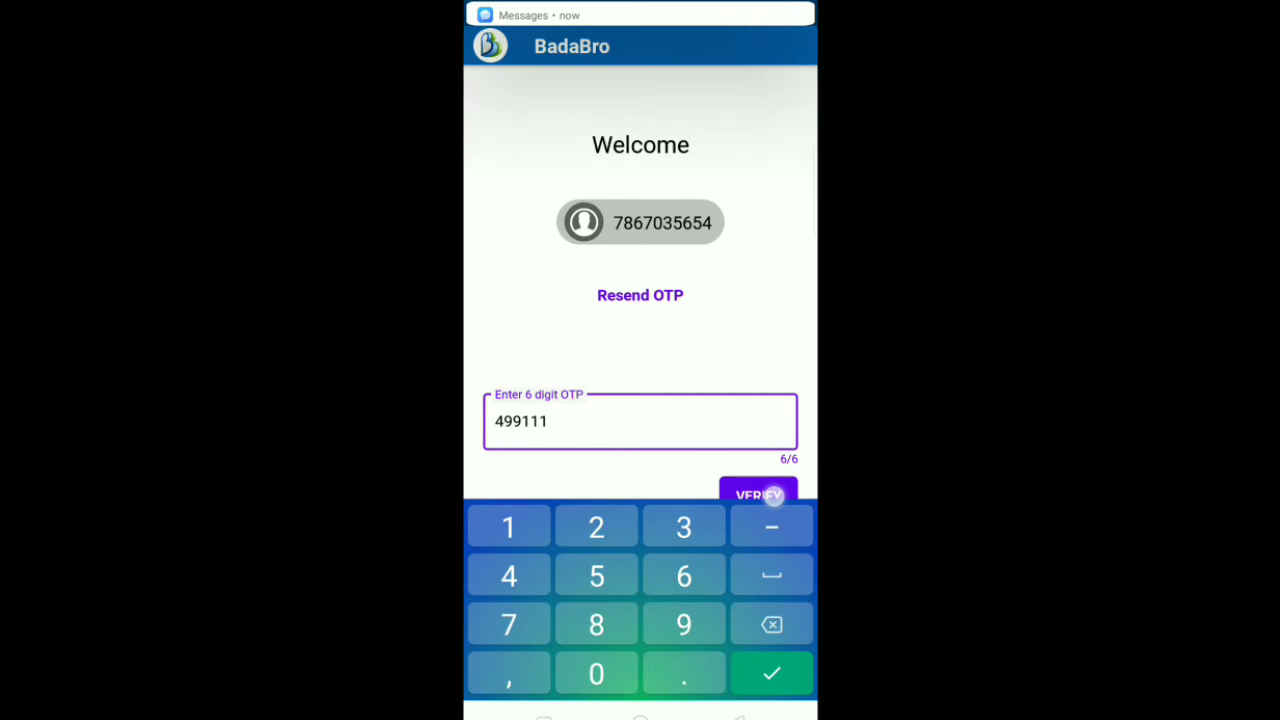 Messages • now
BadaBro
Welcome
7867035654
Resend OTP
Enter 6 digit OTP
499111
6/6
VERIFY
1 2 3 –
4 5 6
7 8 9
, 0 .